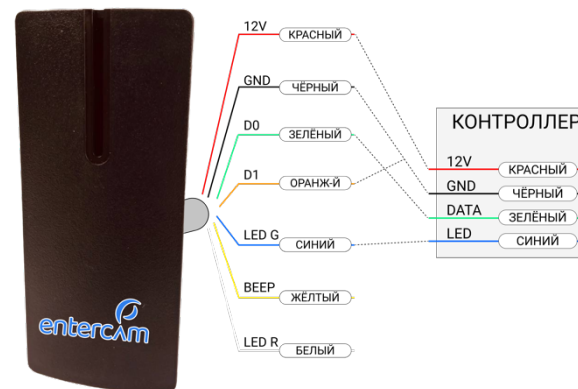 12V КРАСНЫЙ
GND ЧЁРНЫЙ
D0 ЗЕЛЁНЫЙ
D1 ОРАНЖ-Й
LED G СИНИЙ
BEEP ЖЁЛТЫЙ
LED R БЕЛЫЙ
КОНТРОЛЛЕР
12V КРАСНЫЙ
GND ЧЁРНЫЙ
DATA ЗЕЛЁНЫЙ
LED СИНИЙ
entercam